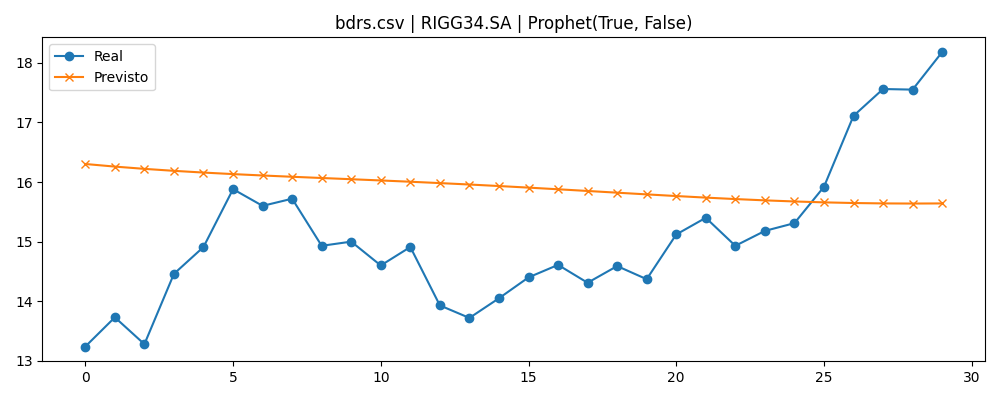 bdrs.csv | RIGG34.SA | Prophet(True, False)
Real
Previsto
18
17
16
15
14
13
0 5 10 15 20 25 30